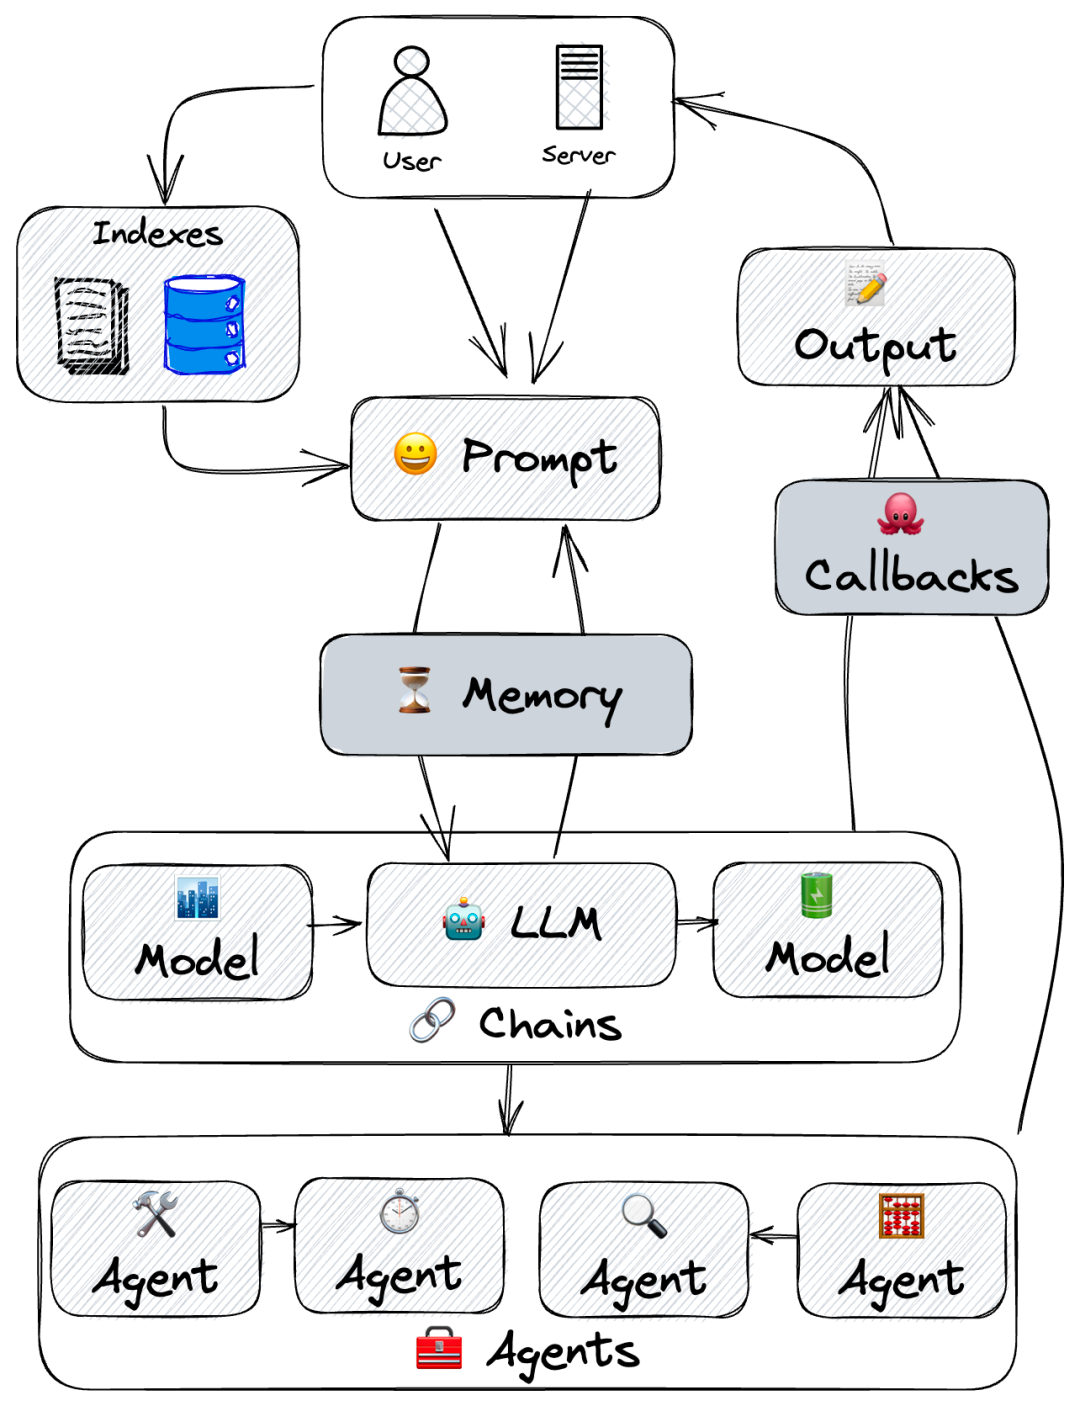 User
Server
Indexes
Output
Prompt
Callbacks
Memory
Model
LLM
Model
Chains
Agent
Agent
Agent
Agent
Agents